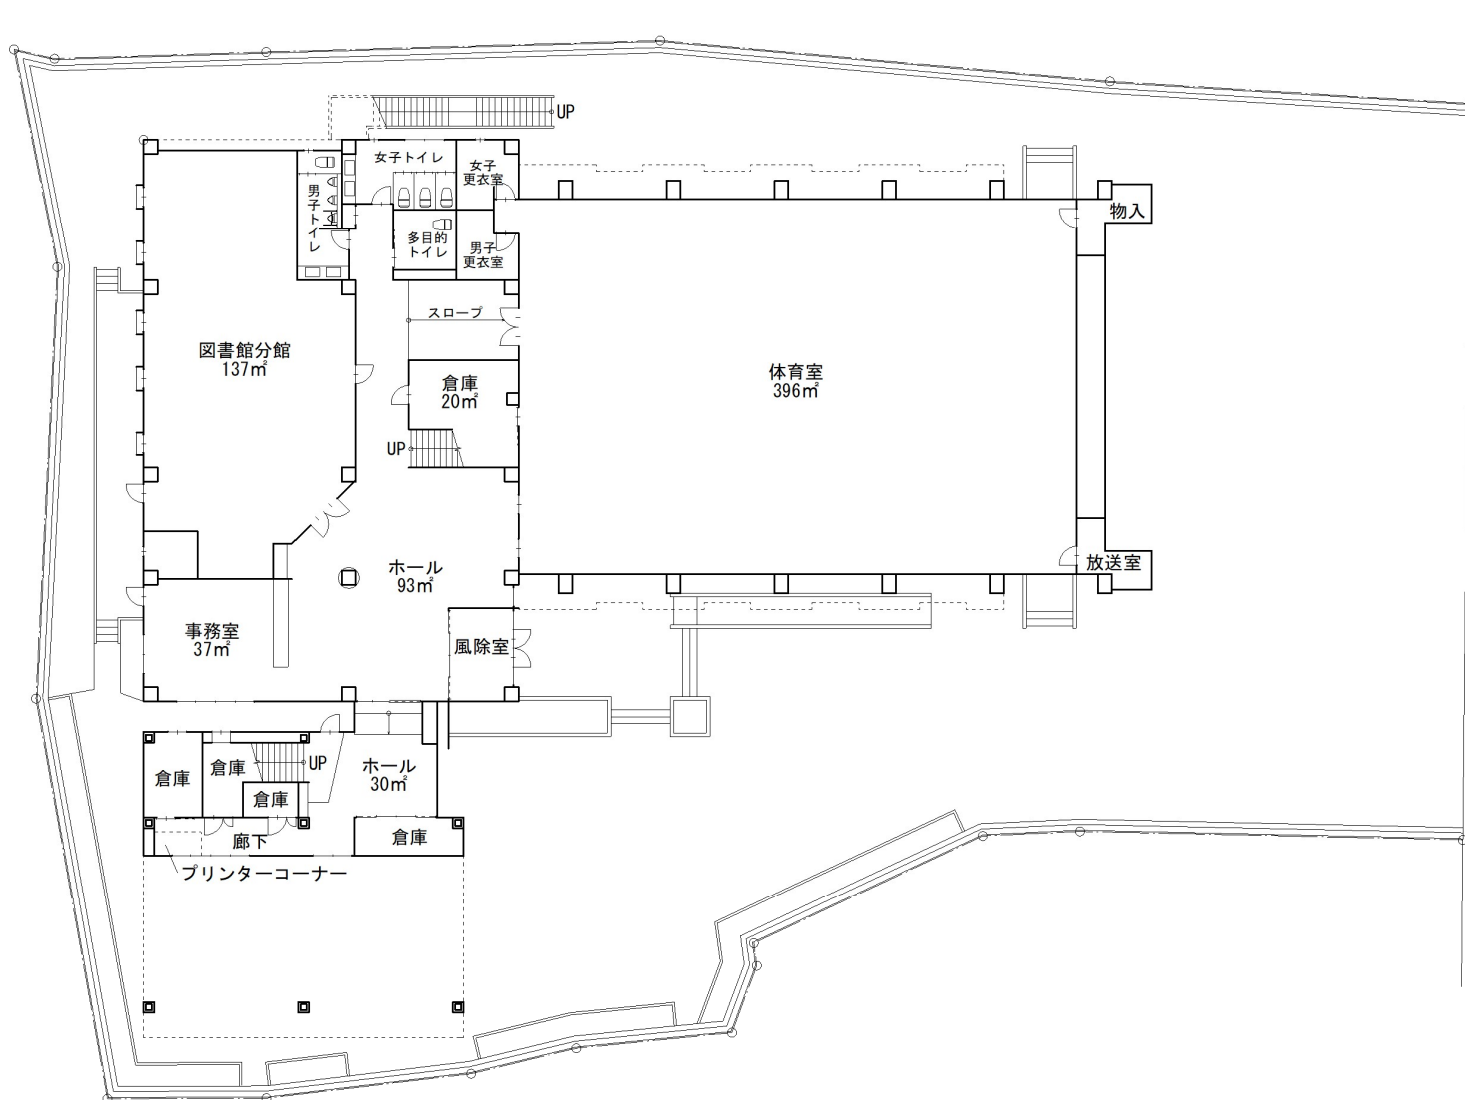 UP
女子トイレ
女子
更衣室
男子トイレ
多目的
トイレ
男子
更衣室
物入
スロープ
図書館分館
137㎡
倉庫
20㎡
体育室
396㎡
UP
ホール
93㎡
放送室
事務室
37㎡
風除室
倉庫
倉庫
UP
ホール
30㎡
倉庫
廊下
倉庫
プリンターコーナー